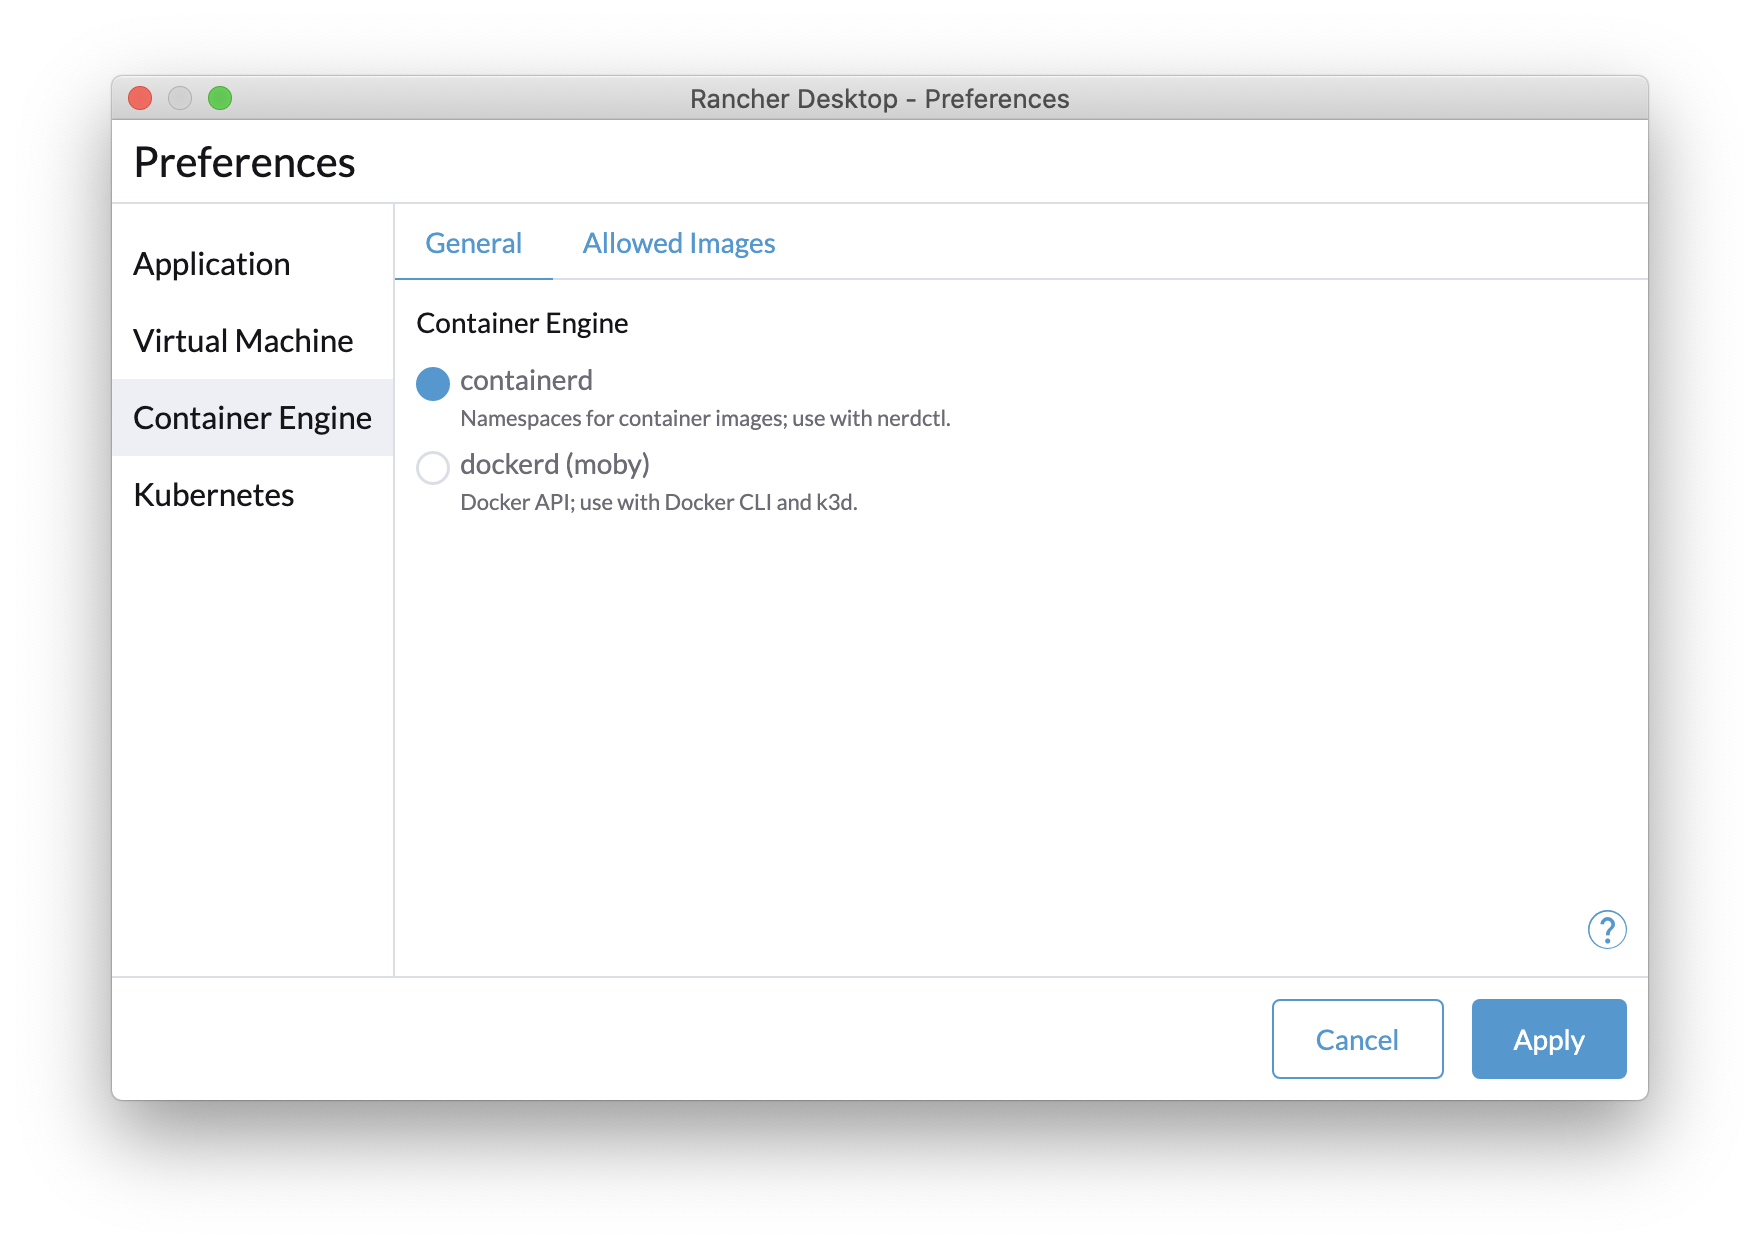 Rancher Desktop - Preferences
Preferences
Application
Virtual Machine
Container Engine
Kubernetes
General
Allowed Images
Container Engine
containerd
Namespaces for container images; use with nerdctl.
dockerd (moby)
Docker API; use with Docker CLI and k3d.
?
Cancel
Apply